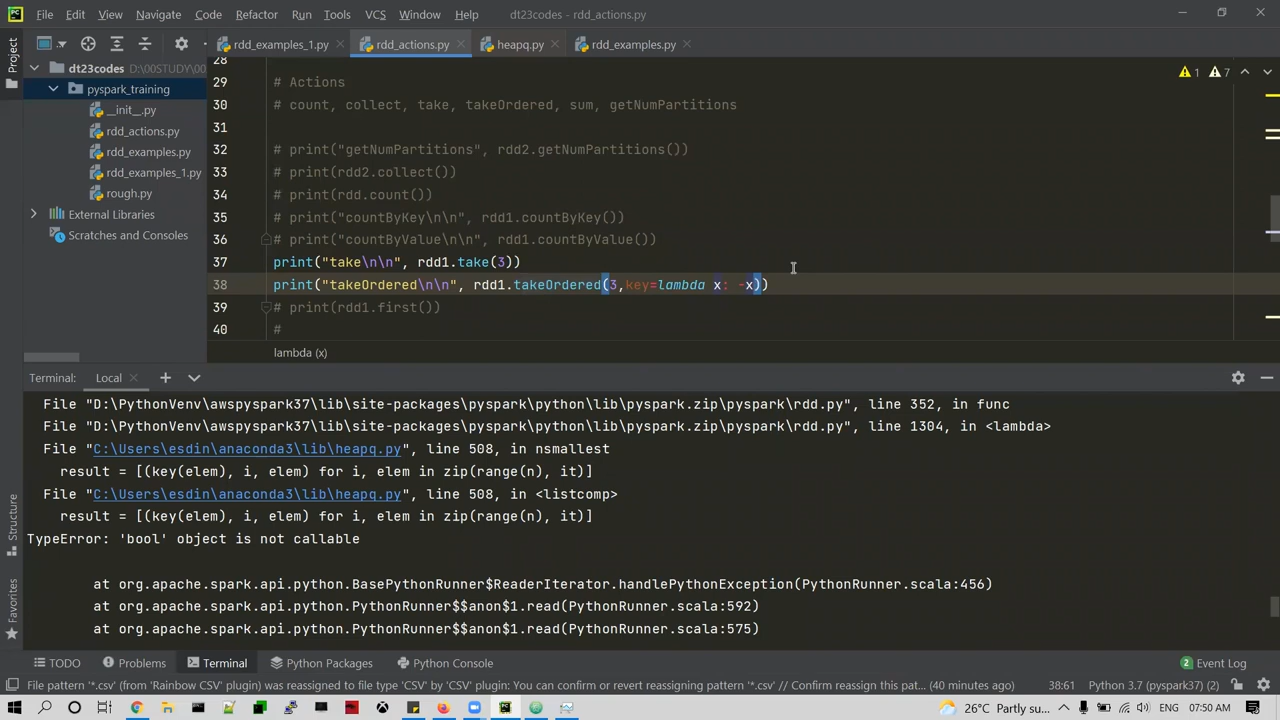 PC File Edit View Navigate Code Refactor Run Tools VCS Window Help dt23codes - rdd_actions.py
Project
rdd_examples_1.py rdd_actions.py heapq.py rdd_examples.py
dt23codes D:\00STUDY\00
pyspark_training
__init__.py
rdd_actions.py
rdd_examples.py
rdd_examples_1.py
rough.py
External Libraries
Scratches and Consoles
28
29 # Actions
30 # count, collect, take, takeOrdered, sum, getNumPartitions
31
32 # print("getNumPartitions", rdd2.getNumPartitions())
33 # print(rdd2.collect())
34 # print(rdd.count())
35 # print("countByKey\n\n", rdd1.countByKey())
36 # print("countByValue\n\n", rdd1.countByValue())
37 print("take\n\n", rdd1.take(3))
38 print("takeOrdered\n\n", rdd1.takeOrdered(3,key=lambda x: -x))
39 # print(rdd1.first())
40 #
1 7
lambda (x)
Terminal: Local
File "D:\PythonVenv\awspyspark37\lib\site-packages\pyspark\python\lib\pyspark.zip\pyspark\rdd.py", line 352, in func
File "D:\PythonVenv\awspyspark37\lib\site-packages\pyspark\python\lib\pyspark.zip\pyspark\rdd.py", line 1304, in <lambda>
File "C:\Users\esdin\anaconda3\lib\heapq.py", line 508, in nsmallest
result = [(key(elem), i, elem) for i, elem in zip(range(n), it)]
File "C:\Users\esdin\anaconda3\lib\heapq.py", line 508, in <listcomp>
result = [(key(elem), i, elem) for i, elem in zip(range(n), it)]
TypeError: 'bool' object is not callable
at org.apache.spark.api.python.BasePythonRunner$ReaderIterator.handlePythonException(PythonRunner.scala:456)
at org.apache.spark.api.python.PythonRunner$$anon$1.read(PythonRunner.scala:592)
at org.apache.spark.api.python.PythonRunner$$anon$1.read(PythonRunner.scala:575)
Structure
Favorites
TODO Problems Terminal Python Packages Python Console 2 Event Log
File pattern '*.csv' (from 'Rainbow CSV' plugin) was reassigned to file type 'CSV' by 'CSV' plugin: You can confirm or revert reassigning pattern '*.csv' // Confirm reassign this pat... (40 minutes ago) 38:61 Python 3.7 (pyspark37) (2)
26°C Partly su... ENG 07:50 AM